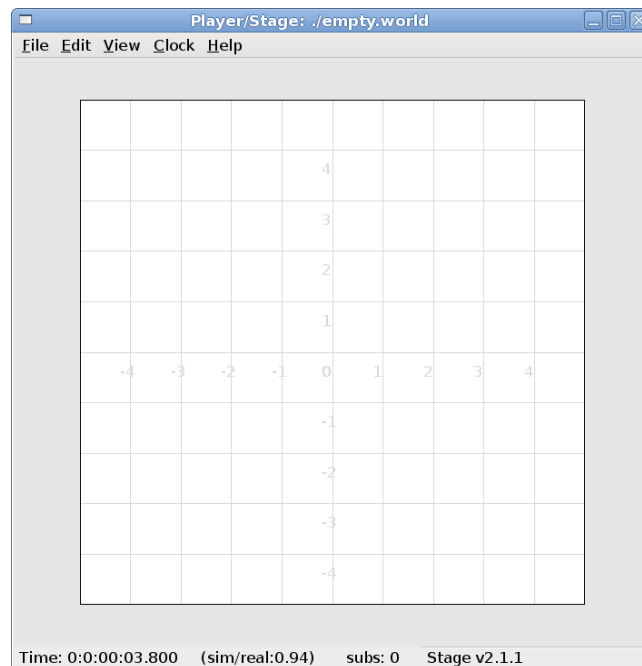 Player/Stage: ./empty.world
File Edit View Clock Help
4
3
2
1
-4 -3 -2 -1 0 1 2 3 4
-1
-2
-3
-4
Time: 0:0:00:03.800 (sim/real:0.94) subs: 0 Stage v2.1.1